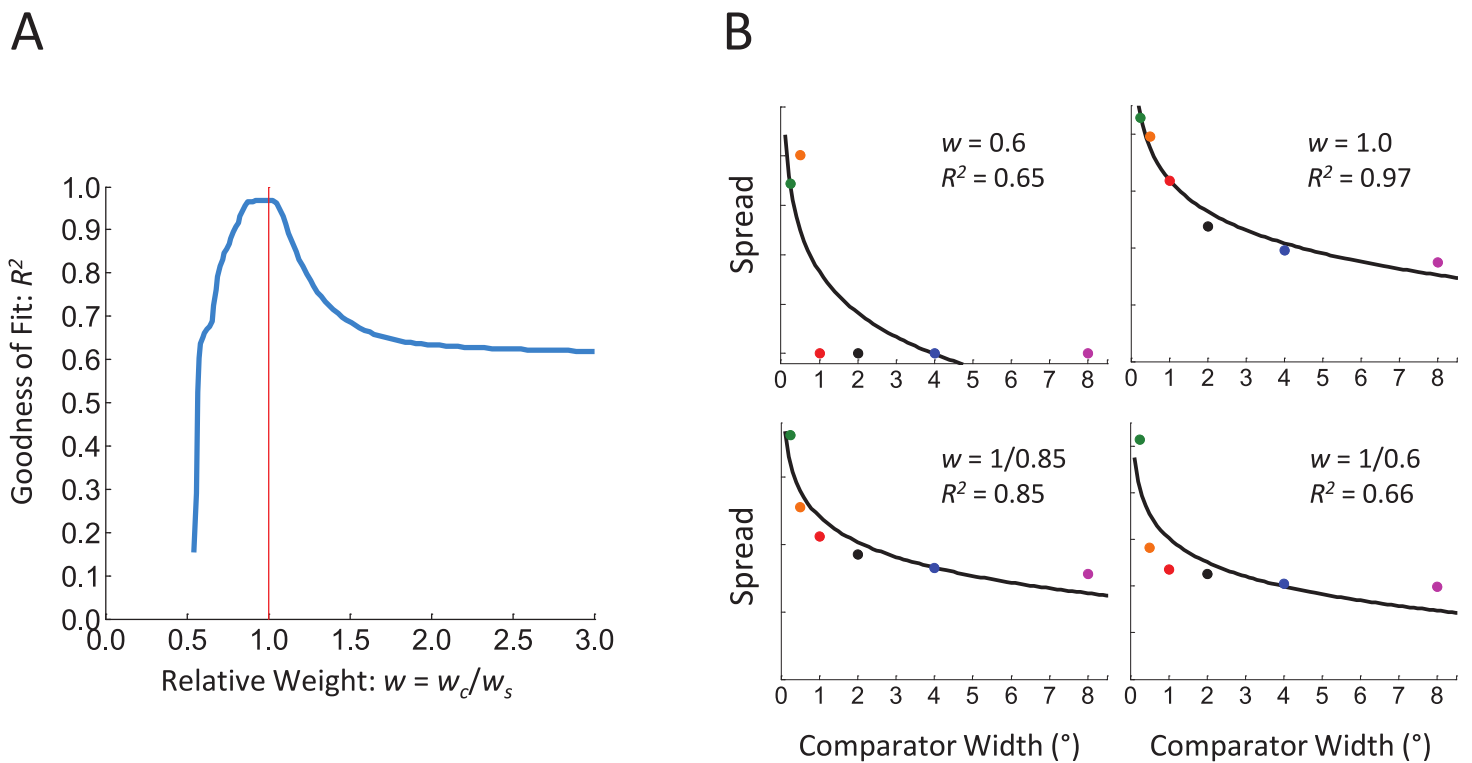 A
Goodness of Fit: R²
1.0
0.9
0.8
0.7
0.6
0.5
0.4
0.3
0.2
0.1
0.0
0.0 0.5 1.0 1.5 2.0 2.5 3.0
Relative Weight: w = wc/ws
B
Spread
w = 0.6
R² = 0.65
0 1 2 3 4 5 6 7 8
w = 1.0
R² = 0.97
0 1 2 3 4 5 6 7 8
Spread
w = 1/0.85
R² = 0.85
0 1 2 3 4 5 6 7 8
w = 1/0.6
R² = 0.66
0 1 2 3 4 5 6 7 8
Comparator Width (°) Comparator Width (°)